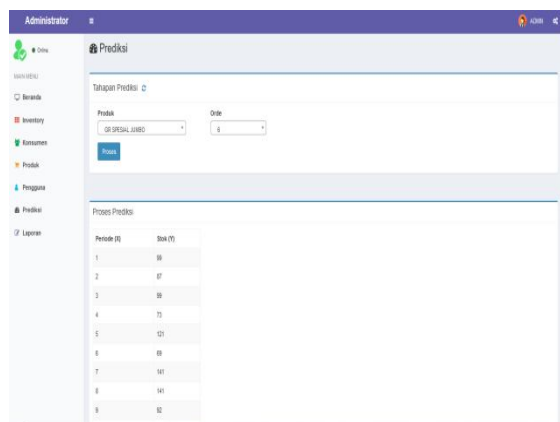 Administrator
ADMIN
Online
MAIN MENU
Beranda
Inventory
Konsumen
Produk
Pengguna
Prediksi
Laporan
Prediksi
Tahapan Prediksi
Produk
Orde
GR SPESIAL JUMBO
6
Proses
Proses Prediksi
Periode (X) Stok (Y)
1
2 87
3 99
4 73
5 121
6
7 141
8 141
9 92